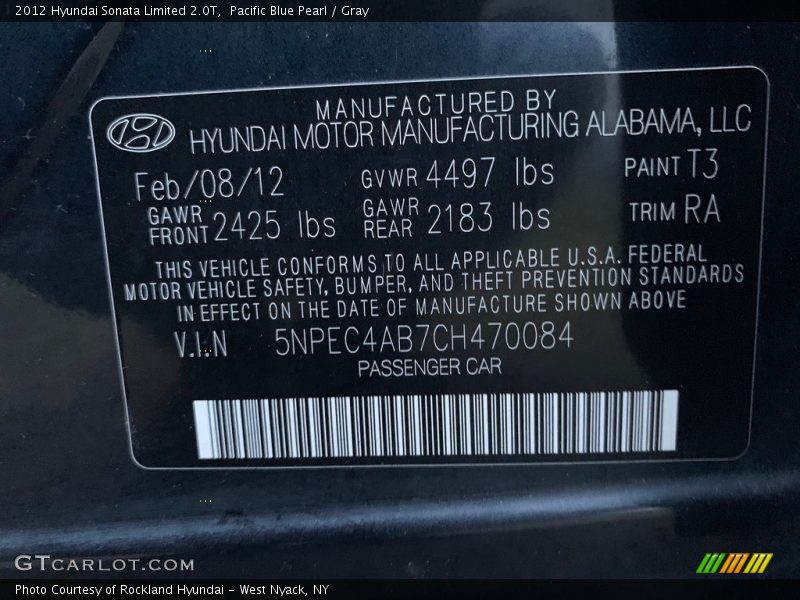 2012 Hyundai Sonata Limited 2.0T,  Pacific Blue Pearl / Gray
MANUFACTURED BY
HYUNDAI MOTOR MANUFACTURING ALABAMA, LLC
Feb/08/12 GVWR 4497 lbs PAINT T3
GAWR FRONT 2425 lbs GAWR REAR 2183 lbs TRIM RA
THIS VEHICLE CONFORMS TO ALL APPLICABLE U.S.A. FEDERAL
MOTOR VEHICLE SAFETY, BUMPER, AND THEFT PREVENTION STANDARDS
IN EFFECT ON THE DATE OF MANUFACTURE SHOWN ABOVE
V.I.N 5NPEC4AB7CH470084
PASSENGER CAR
GTCARLOT.COM
Photo Courtesy of Rockland Hyundai - West Nyack, NY